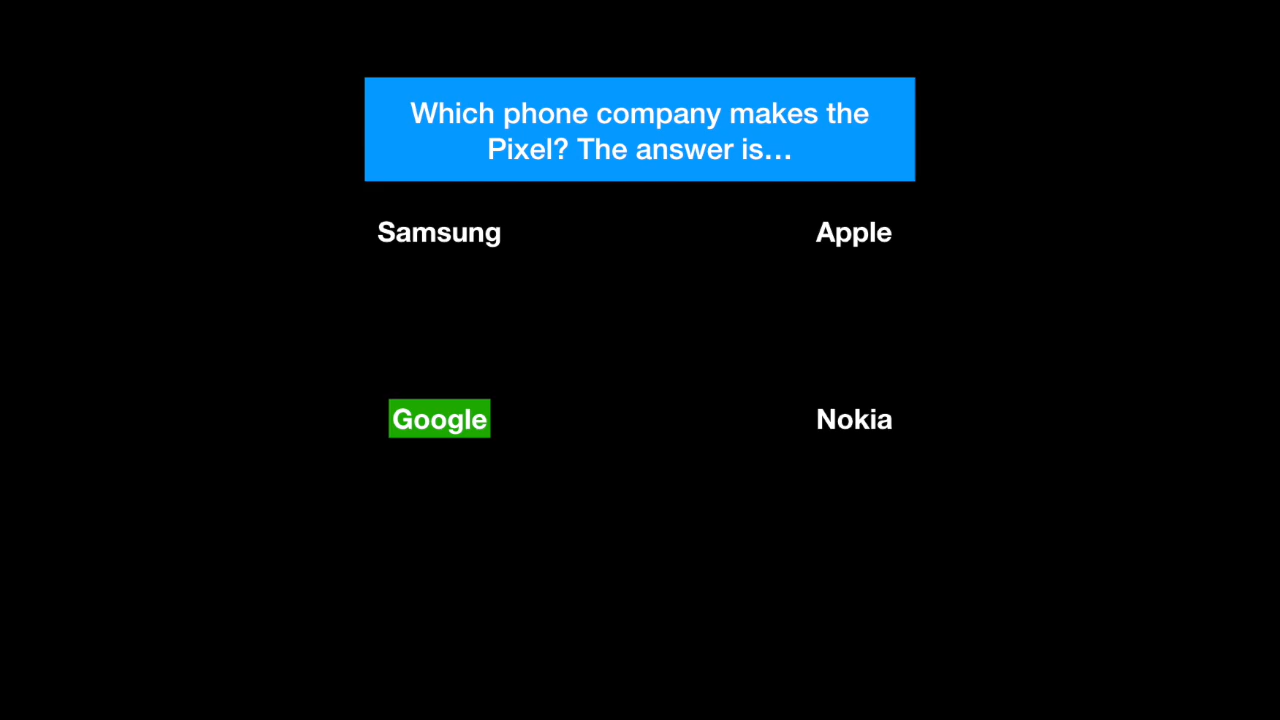 Which phone company makes the
Pixel? The answer is…
Samsung
Apple
Google
Nokia